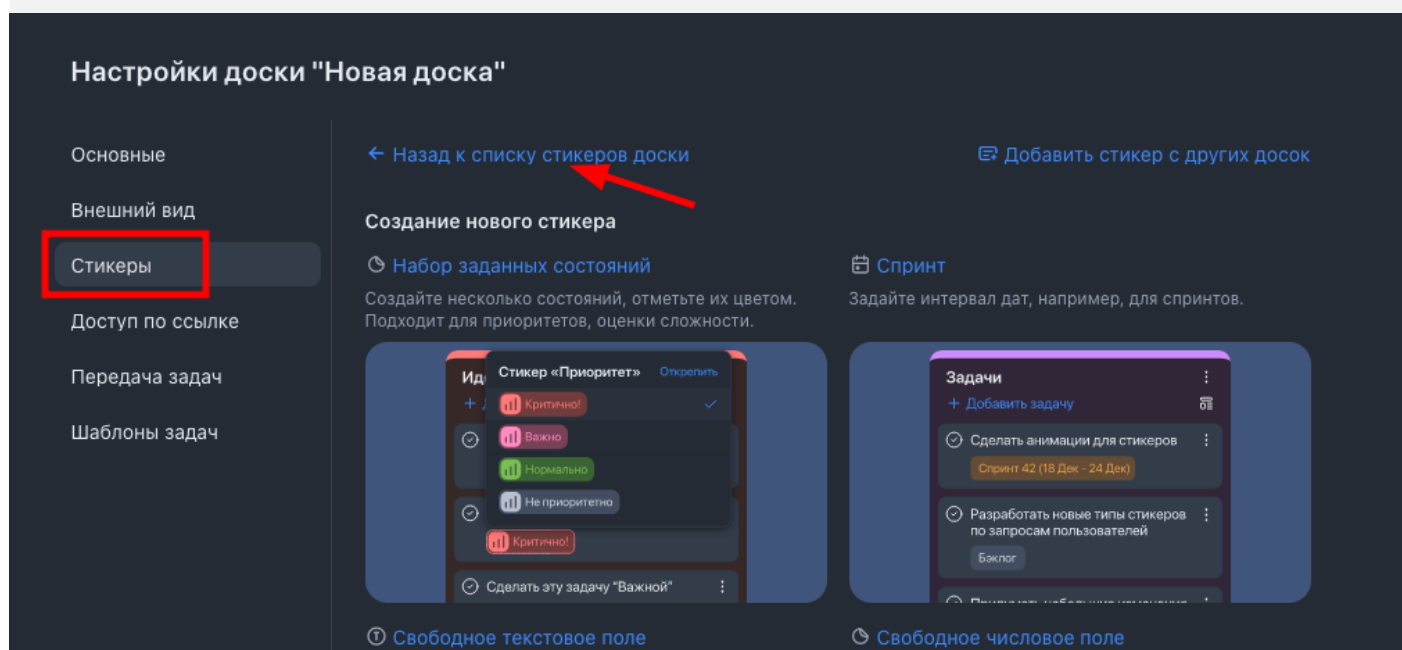 Настройки доски "Новая доска"
Основные
Внешний вид
Стикеры
Доступ по ссылке
Передача задач
Шаблоны задач
← Назад к списку стикеров доски
Добавить стикер с других досок
Создание нового стикера
Набор заданных состояний
Создайте несколько состояний, отметьте их цветом.
Подходит для приоритетов, оценки сложности.
Стикер «Приоритет» Открепить
Критично!
Важно
Нормально
Не приоритетно
Критично!
Сделать эту задачу "Важной"
Спринт
Задайте интервал дат, например, для спринтов.
Задачи
+ Добавить задачу
Сделать анимации для стикеров
Спринт 42 (18 Дек - 24 Дек)
Разработать новые типы стикеров
по запросам пользователей
Бэклог
Свободное текстовое поле
Свободное числовое поле